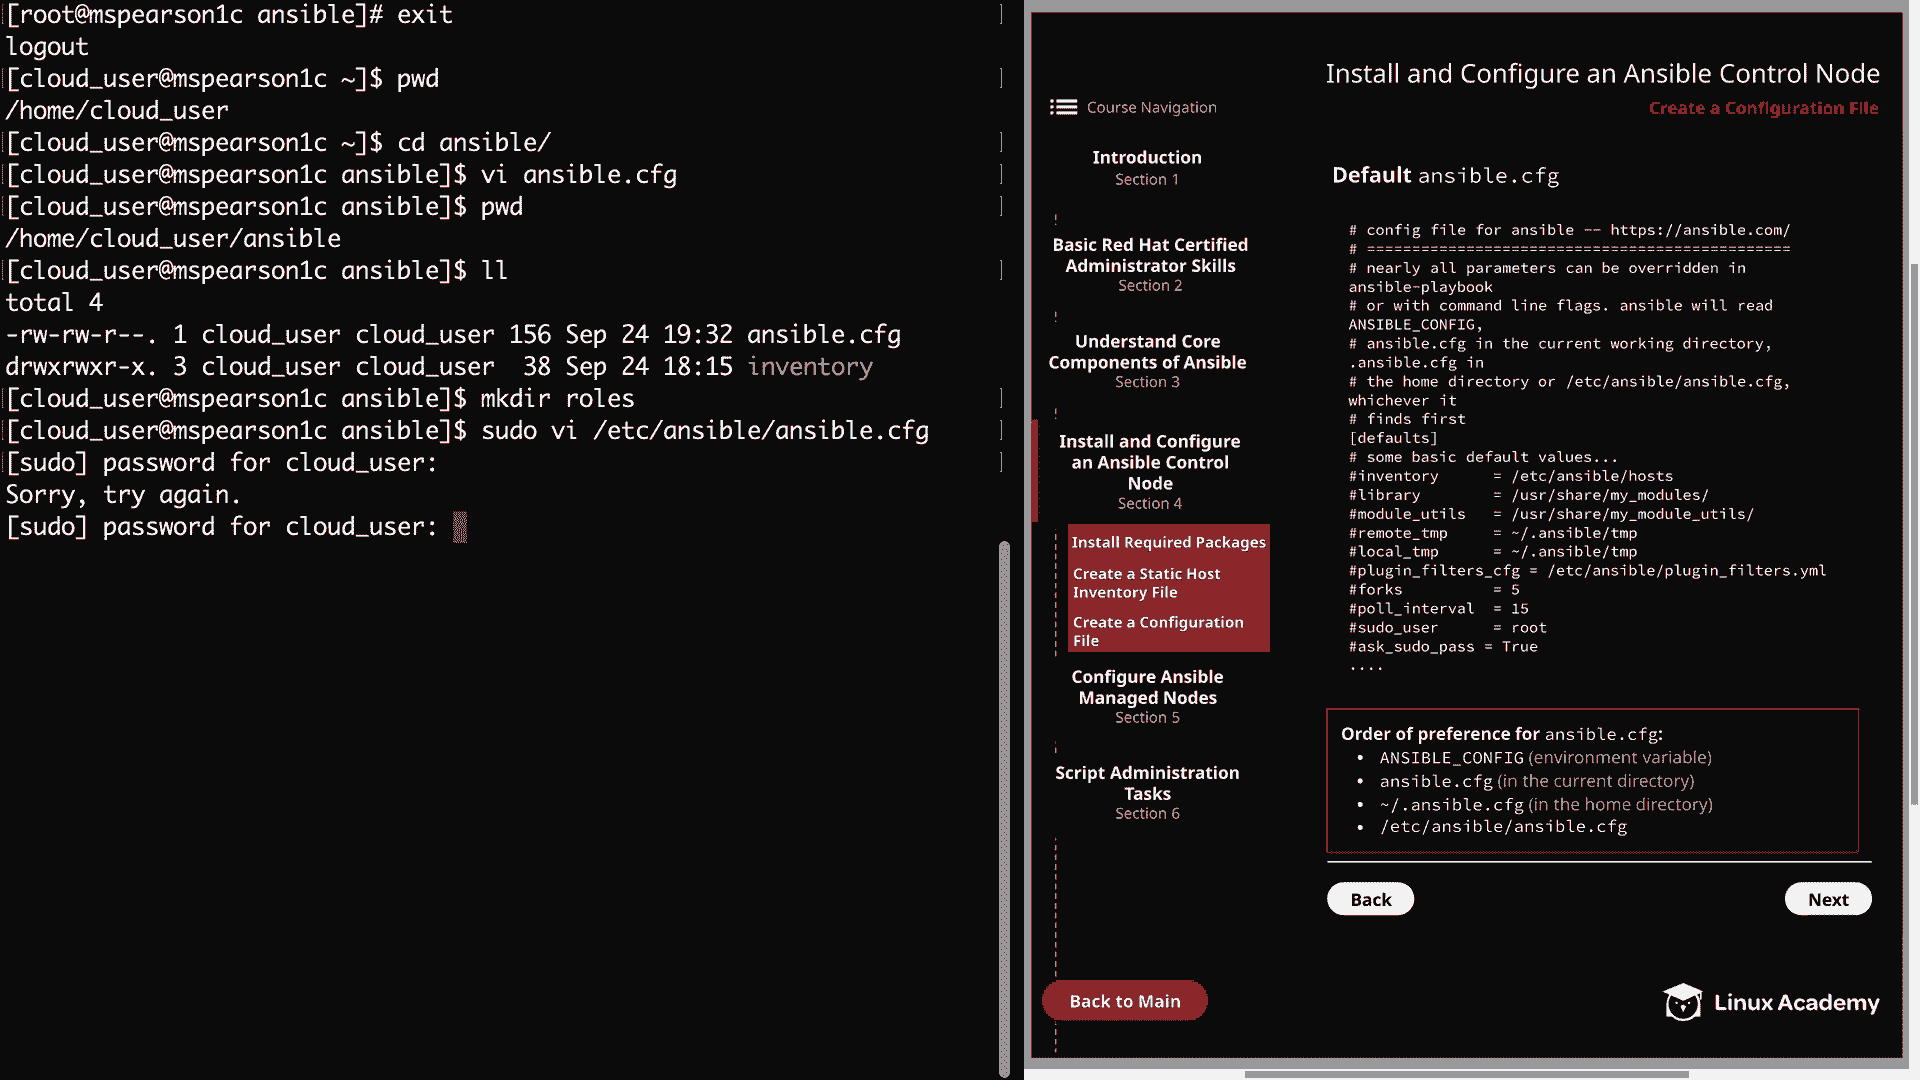 [root@mspearson1c ansible]# exit
logout
[cloud_user@mspearson1c ~]$ pwd
/home/cloud_user
[cloud_user@mspearson1c ~]$ cd ansible/
[cloud_user@mspearson1c ansible]$ vi ansible.cfg
[cloud_user@mspearson1c ansible]$ pwd
/home/cloud_user/ansible
[cloud_user@mspearson1c ansible]$ ll
total 4
-rw-rw-r--. 1 cloud_user cloud_user 156 Sep 24 19:32 ansible.cfg
drwxrwxr-x. 3 cloud_user cloud_user  38 Sep 24 18:15 inventory
[cloud_user@mspearson1c ansible]$ mkdir roles
[cloud_user@mspearson1c ansible]$ sudo vi /etc/ansible/ansible.cfg
[sudo] password for cloud_user:
Sorry, try again.
[sudo] password for cloud_user:
Install and Configure an Ansible Control Node
Create a Configuration File
Course Navigation
Introduction
Section 1
Basic Red Hat Certified
Administrator Skills
Section 2
Understand Core
Components of Ansible
Section 3
Install and Configure
an Ansible Control
Node
Section 4
Install Required Packages
Create a Static Host
Inventory File
Create a Configuration
File
Configure Ansible
Managed Nodes
Section 5
Script Administration
Tasks
Section 6
Back to Main
Default ansible.cfg
# config file for ansible -- https://ansible.com/
# ===============================================
# nearly all parameters can be overridden in
ansible-playbook
# or with command line flags. ansible will read
ANSIBLE_CONFIG,
# ansible.cfg in the current working directory,
.ansible.cfg in
# the home directory or /etc/ansible/ansible.cfg,
whichever it
# finds first
[defaults]
# some basic default values...
#inventory      = /etc/ansible/hosts
#library        = /usr/share/my_modules/
#module_utils   = /usr/share/my_module_utils/
#remote_tmp     = ~/.ansible/tmp
#local_tmp      = ~/.ansible/tmp
#plugin_filters_cfg = /etc/ansible/plugin_filters.yml
#forks          = 5
#poll_interval  = 15
#sudo_user      = root
#ask_sudo_pass = True
....
Order of preference for ansible.cfg:
• ANSIBLE_CONFIG (environment variable)
• ansible.cfg (in the current directory)
• ~/.ansible.cfg (in the home directory)
• /etc/ansible/ansible.cfg
Back
Next
Linux Academy